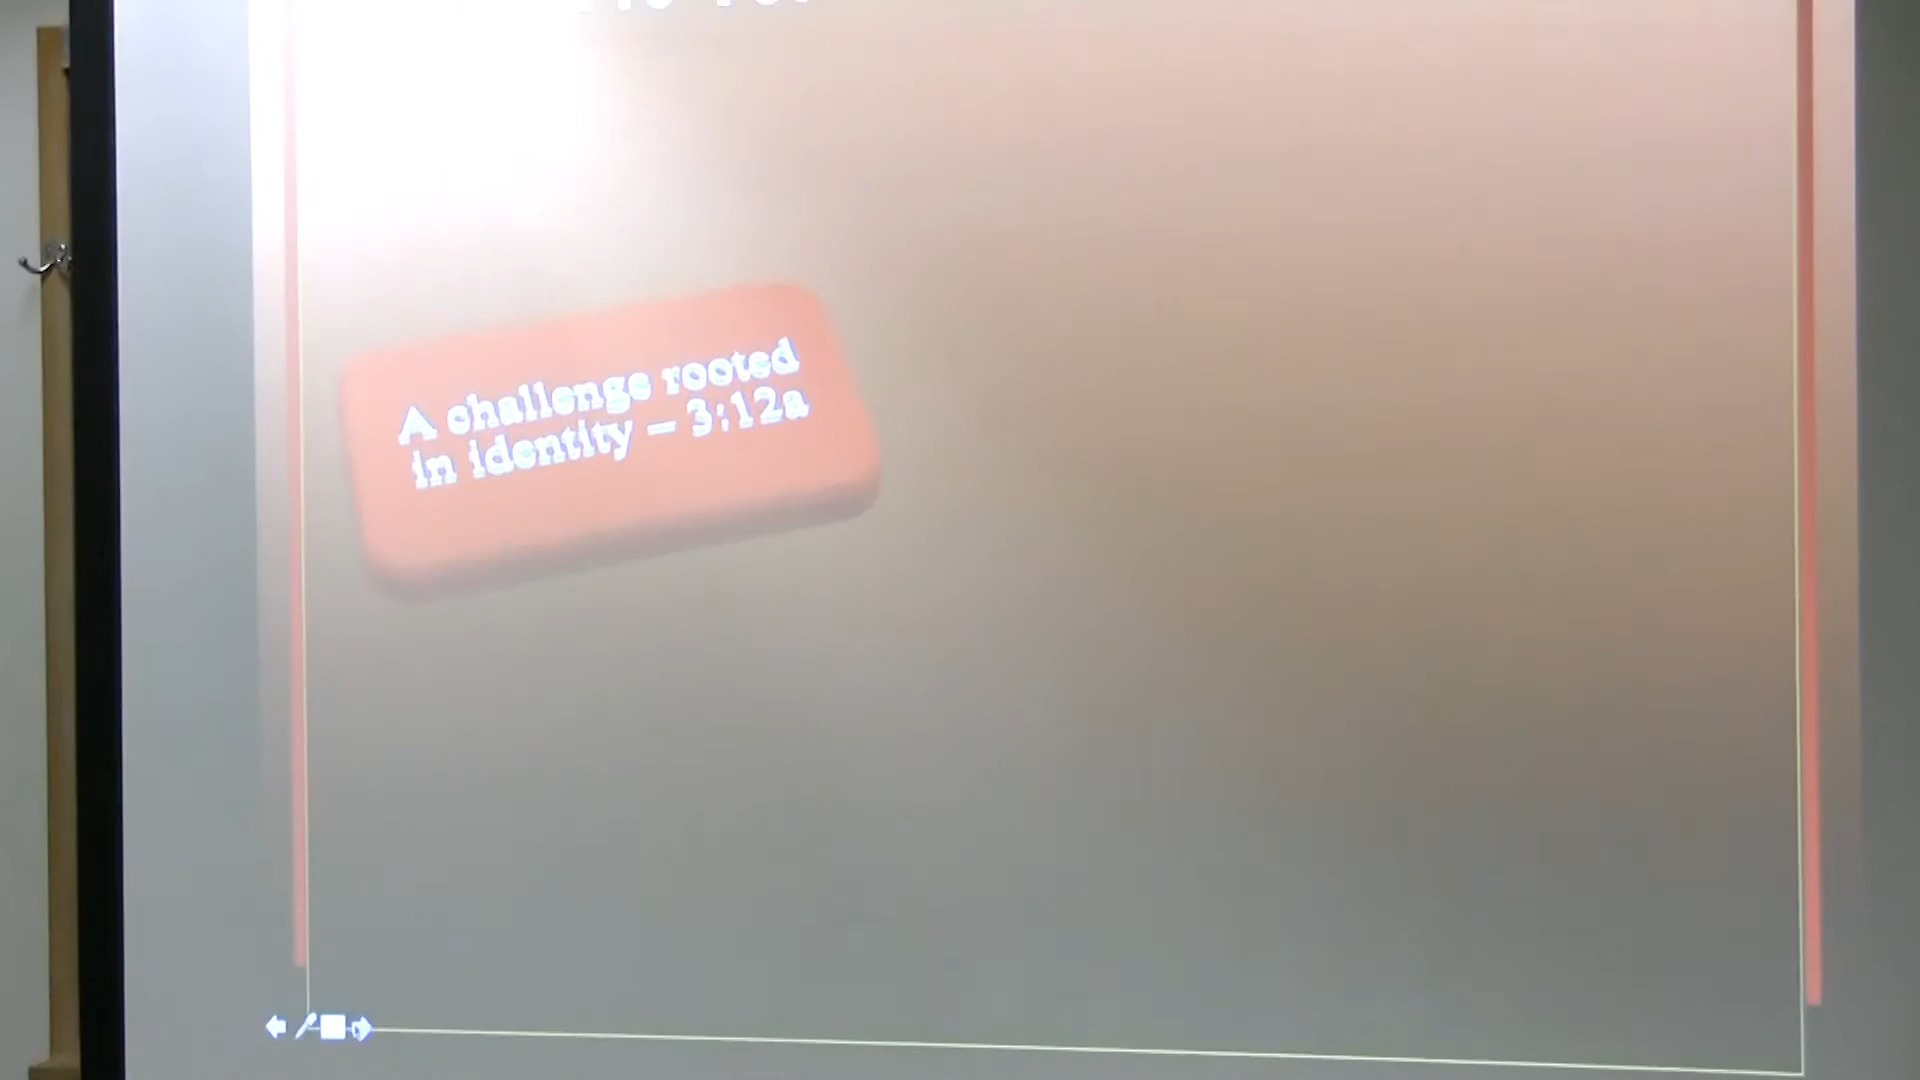 A challenge rooted
in identity – 3:12a